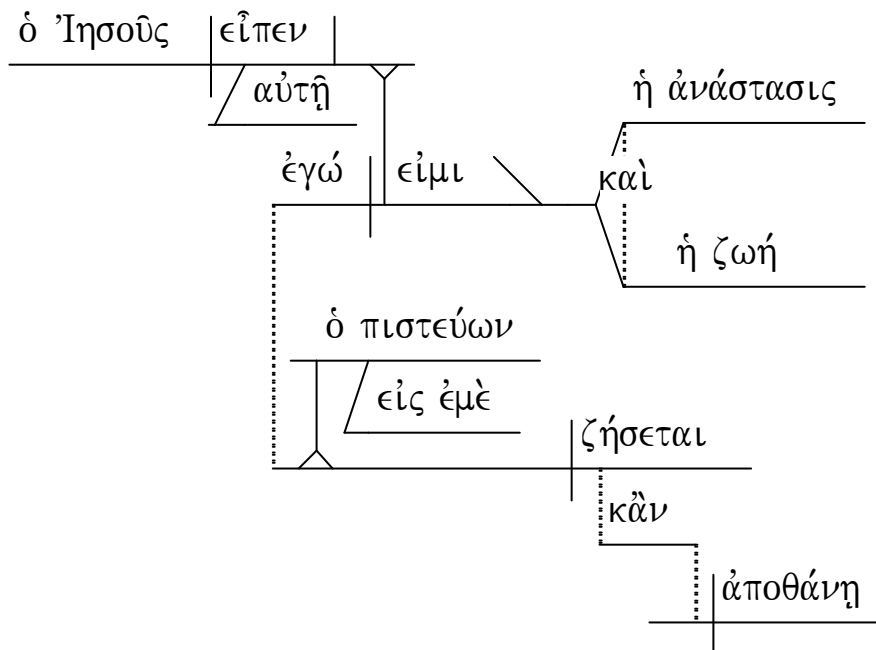 ὁ Ἰησοῦς εἶπεν
αὐτῇ
ἡ ἀνάστασις
ἐγώ εἰμι
καὶ
ἡ ζωή
ὁ πιστεύων
εἰς ἐμὲ
ζήσεται
κἂν
ἀποθάνῃ